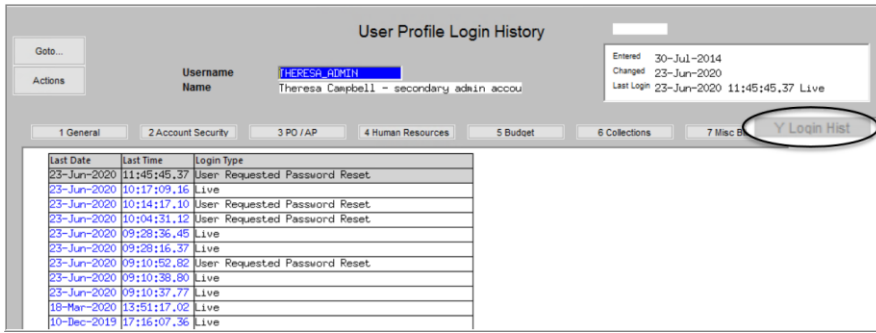 User Profile Login History
Goto...
Actions
Username THERESA_ADMIN
Name Theresa Campbell - secondary admin accou
Entered 30-Jul-2014
Changed 23-Jun-2020
Last Login 23-Jun-2020 11:45:45.37 Live
1 General 2 Account Security 3 PO / AP 4 Human Resources 5 Budget 6 Collections 7 Misc B Y Login Hist
Last Date Last Time Login Type
23-Jun-2020 11:45:45.37 User Requested Password Reset
23-Jun-2020 10:17:09.16 Live
23-Jun-2020 10:14:17.10 User Requested Password Reset
23-Jun-2020 10:04:31.12 User Requested Password Reset
23-Jun-2020 09:28:36.45 Live
23-Jun-2020 09:28:16.37 Live
23-Jun-2020 09:10:52.82 User Requested Password Reset
23-Jun-2020 09:10:38.80 Live
23-Jun-2020 09:10:37.77 Live
18-Mar-2020 13:51:17.02 Live
10-Dec-2019 17:16:07.36 Live